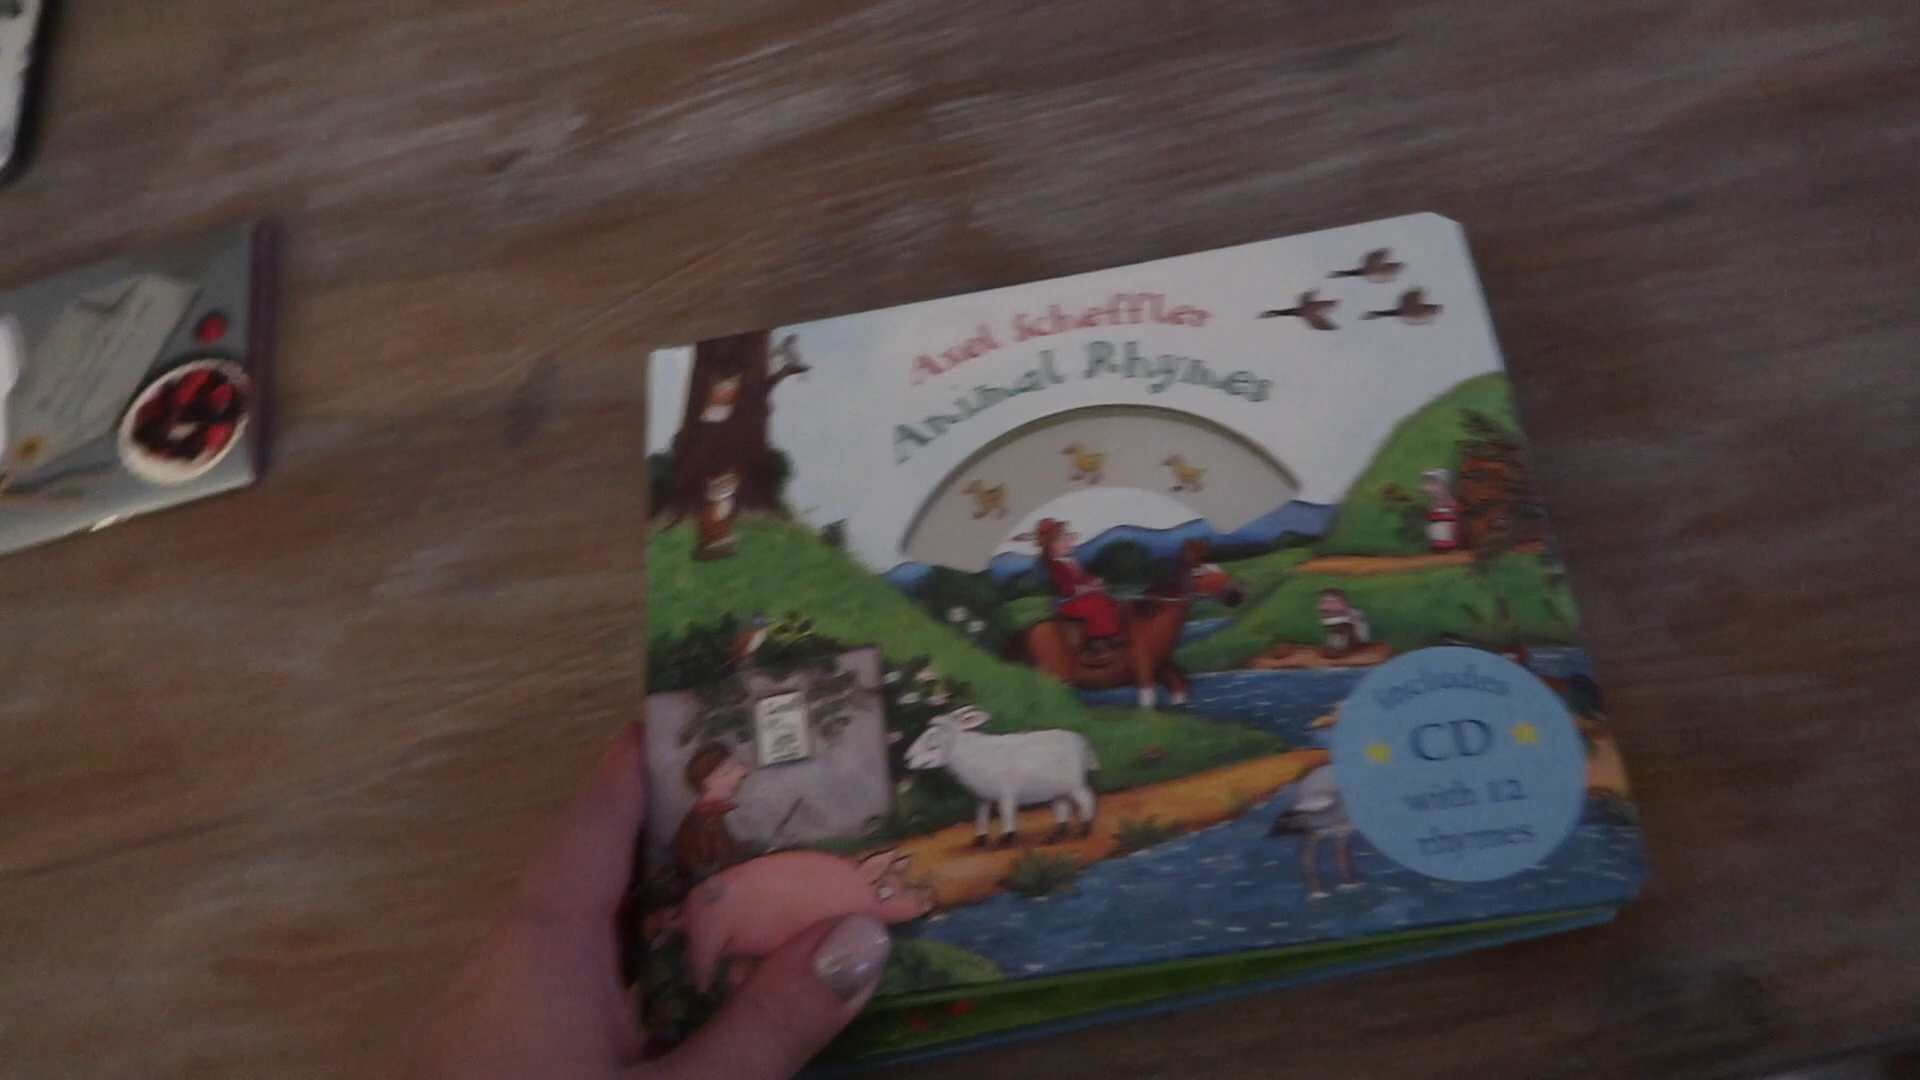 Axel Scheffler
Animal Rhymes
includes
CD
with 12
rhymes